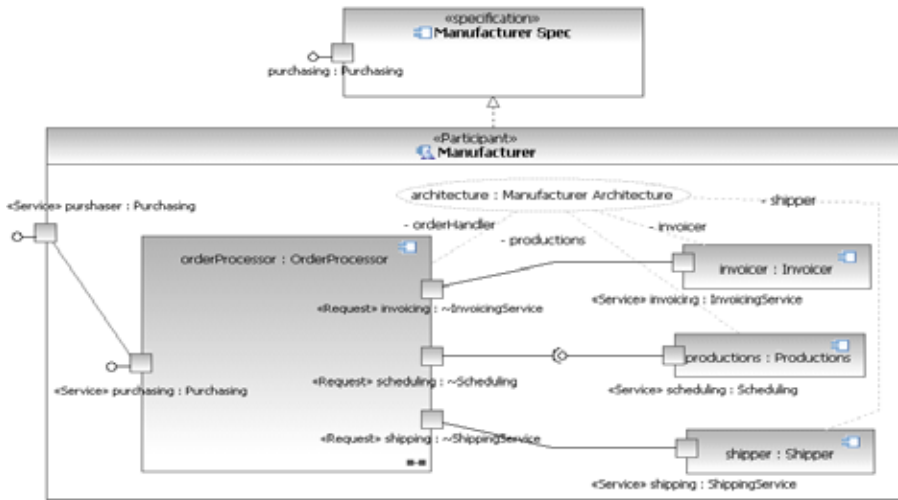 «specification»
Manufacturer Spec
purchasing : Purchasing
«Participant»
Manufacturer
architecture : Manufacturer Architecture
- shipper
«Service» purshaser : Purchasing
- orderHandler
- invoicer
- productions
orderProcessor : OrderProcessor
invoicer : Invoicer
«Request» invoicing : ~InvoicingService
«Service» invoicing : InvoicingService
productions : Productions
«Request» scheduling : ~Scheduling
«Service» scheduling : Scheduling
«Service» purchasing : Purchasing
«Request» shipping : ~ShippingService
shipper : Shipper
«Service» shipping : ShippingService